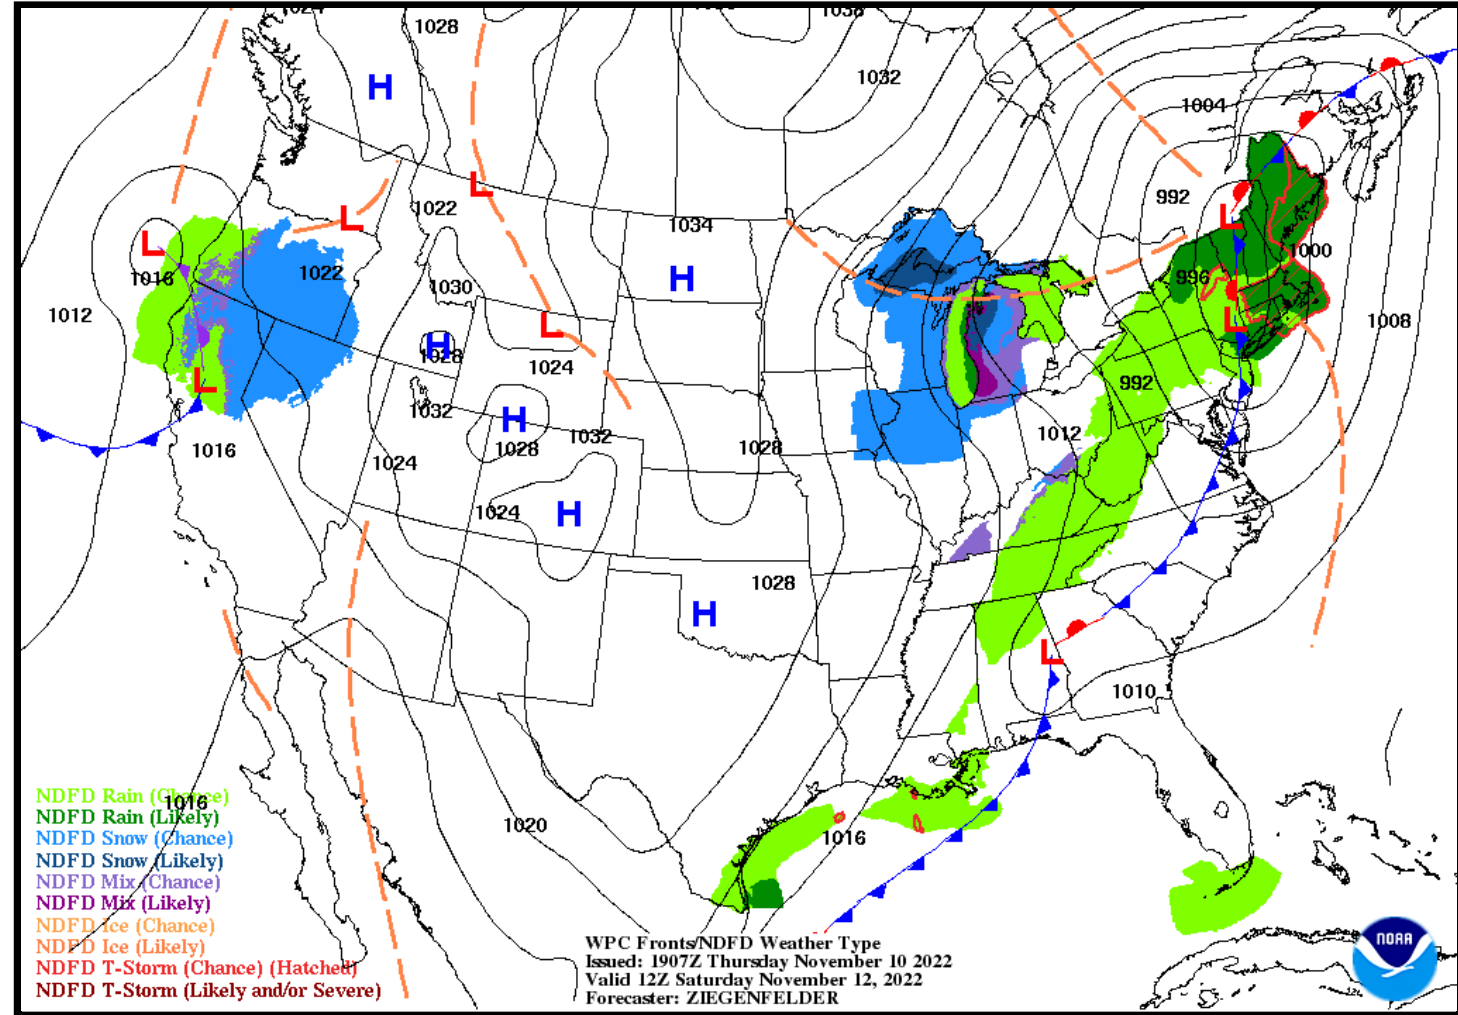 1024
1028
1036
1038
H
1032
1004
L
992
L
1022
L
1034
L
L
1000
1016
1022
H
996
1030
1012
L
L
1008
H
1028
1024
992
L
1032
H
1032
1012
1016
1028
1028
1024
1024
H
1028
H
L
1010
NDFD Rain (Chance)
1016
NDFD Rain (Likely)
1020
NDFD Snow (Chance)
1016
NDFD Snow (Likely)
NDFD Mix (Chance)
NDFD Mix (Likely)
NDFD Ice (Chance)
NDFD Ice (Likely)
NDFD T-Storm (Chance) (Hatched)
NDFD T-Storm (Likely and/or Severe)
WPC Fronts/NDFD Weather Type
Issued: 1907Z Thursday November 10 2022
Valid 12Z Saturday November 12, 2022
Forecaster: ZIEGENFELDER
NOAA